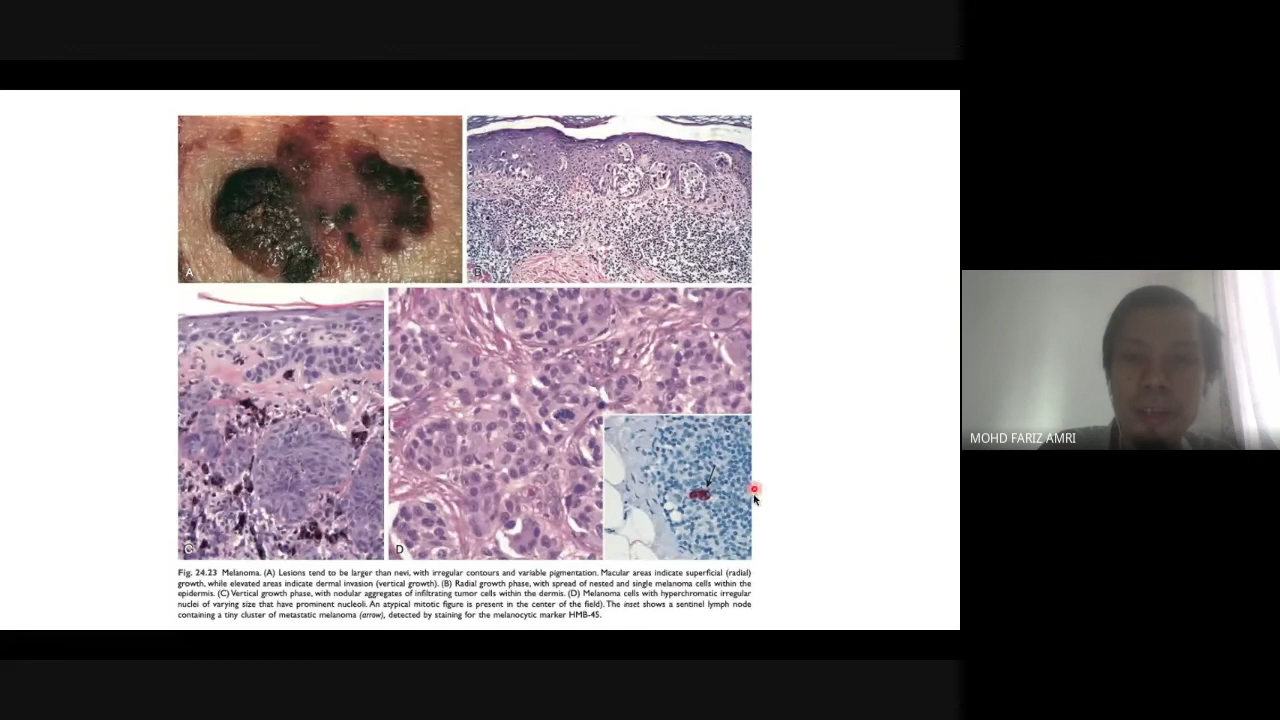 A
B
C
D
Fig. 24.23 Melanoma. (A) Lesions tend to be larger than nevi, with irregular contours and variable pigmentation. Macular areas indicate superficial (radial)
growth, while elevated areas indicate dermal invasion (vertical growth). (B) Radial growth phase, with spread of nested and single melanoma cells within the
epidermis. (C) Vertical growth phase, with nodular aggregates of infiltrating tumor cells within the dermis. (D) Melanoma cells with hyperchromatic irregular
nuclei of varying size that have prominent nucleoli. An atypical mitotic figure is present in the center of the field). The inset shows a sentinel lymph node
containing a tiny cluster of metastatic melanoma (arrow), detected by staining for the melanocytic marker HMB-45.
MOHD FARIZ AMRI